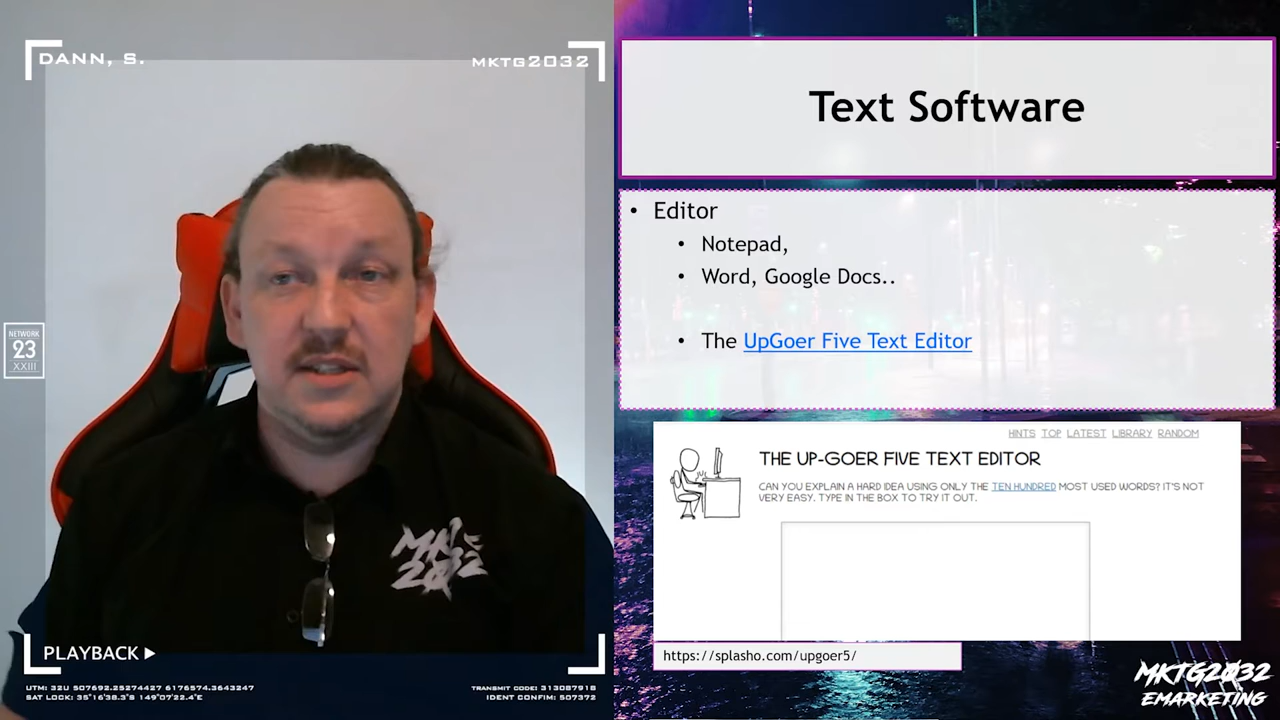 DANN, S.
MKTG2032
NETWORK
23
XXIII
MK
2032
PLAYBACK
UTM: 32U 507692.25274427 6176574.3643247
SAT LOCK: 35°16'38.3"S 149°07'22.4"E
TRANSMIT CODE: 313087918
IDENT CONFIM: 507372
Text Software
• Editor
• Notepad,
• Word, Google Docs..
• The UpGoer Five Text Editor
HINTS TOP LATEST LIBRARY RANDOM
THE UP-GOER FIVE TEXT EDITOR
CAN YOU EXPLAIN A HARD IDEA USING ONLY THE TEN HUNDRED MOST USED WORDS? IT'S NOT
VERY EASY. TYPE IN THE BOX TO TRY IT OUT.
https://splasho.com/upgoer5/
MKTG2032
EMARKETING